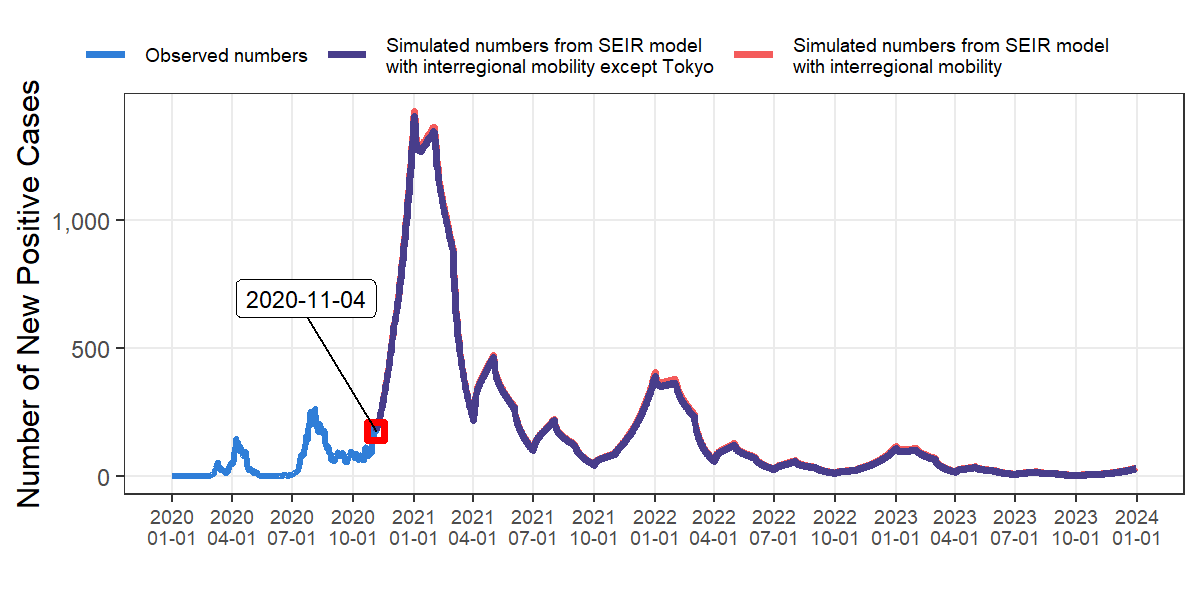 Observed numbers
Simulated numbers from SEIR model
with interregional mobility except Tokyo
Simulated numbers from SEIR model
with interregional mobility
Number of New Positive Cases
1,000
500
0
2020-11-04
2020 2020 2020 2020 2021 2021 2021 2021 2022 2022 2022 2022 2023 2023 2023 2023 2024
01-01 04-01 07-01 10-01 01-01 04-01 07-01 10-01 01-01 04-01 07-01 10-01 01-01 04-01 07-01 10-01 01-01